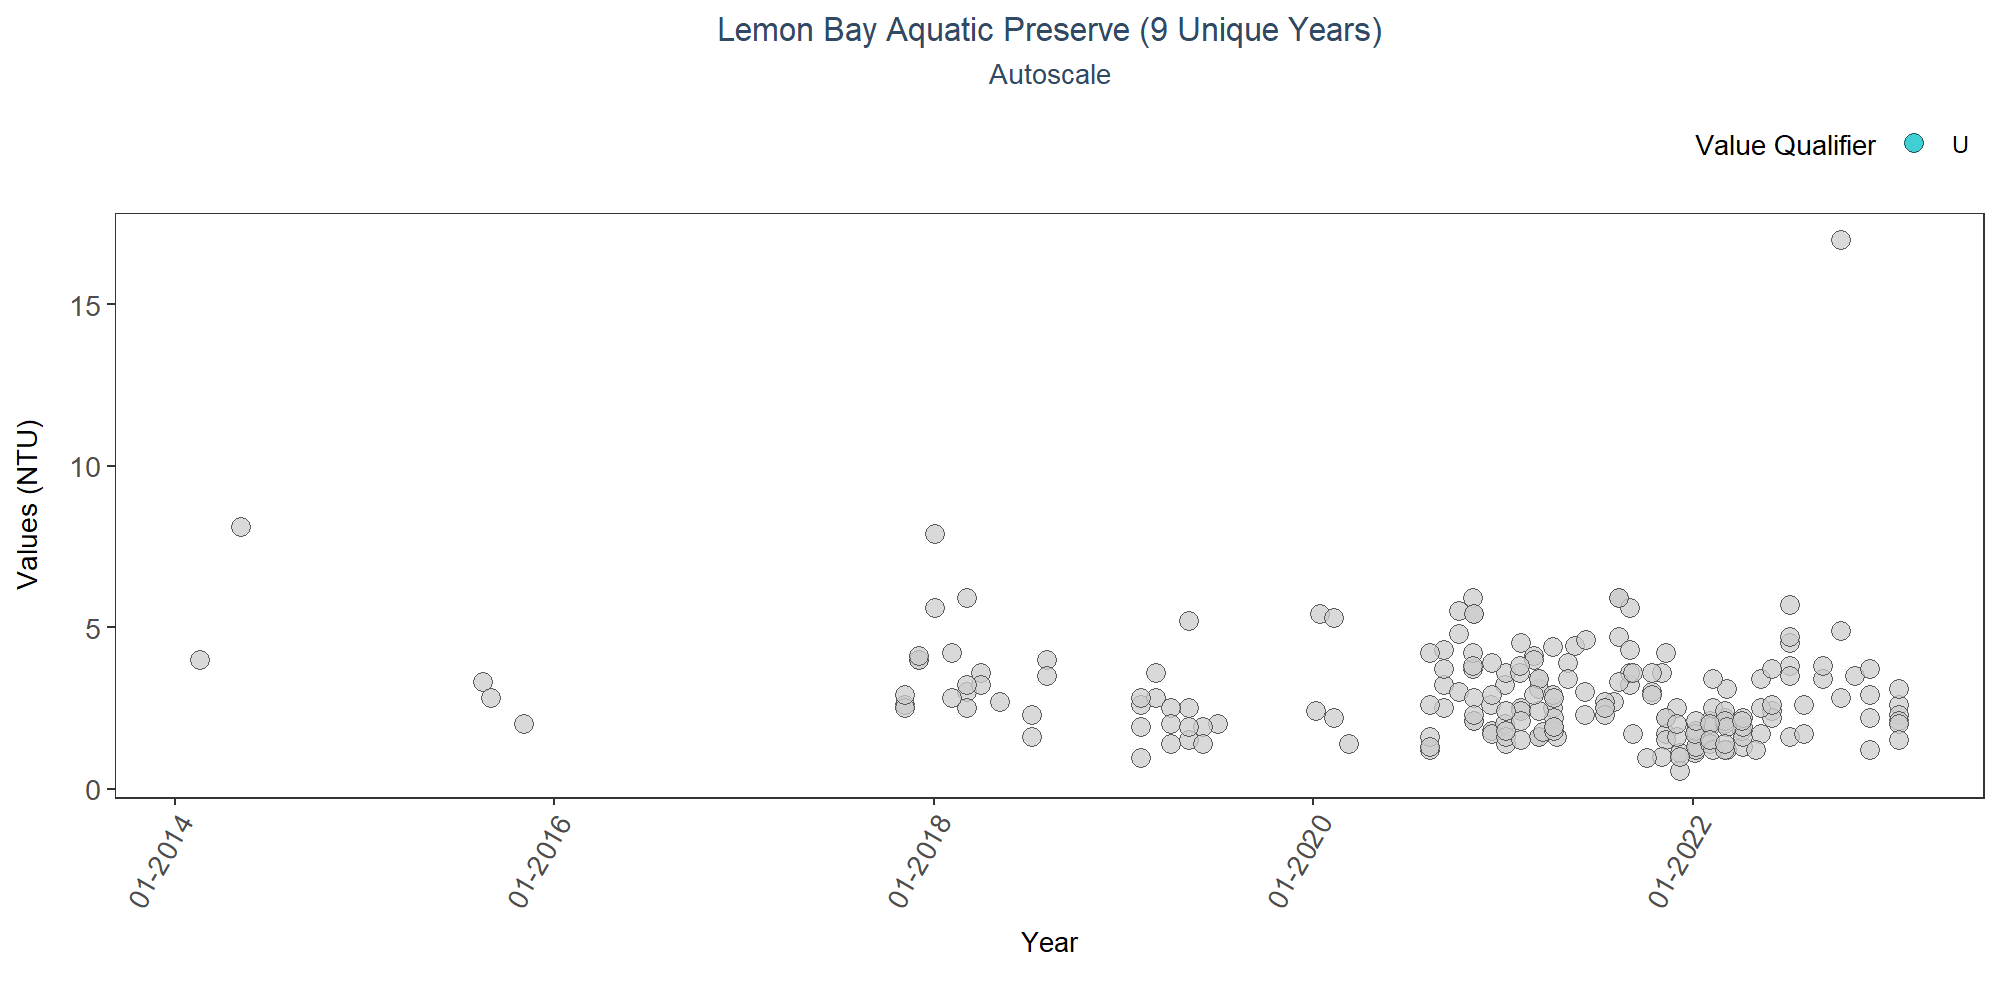 Lemon Bay Aquatic Preserve (9 Unique Years)
Autoscale
Value Qualifier U
15
10
5
0
Values (NTU)
01-2014 01-2016 01-2018 01-2020 01-2022
Year